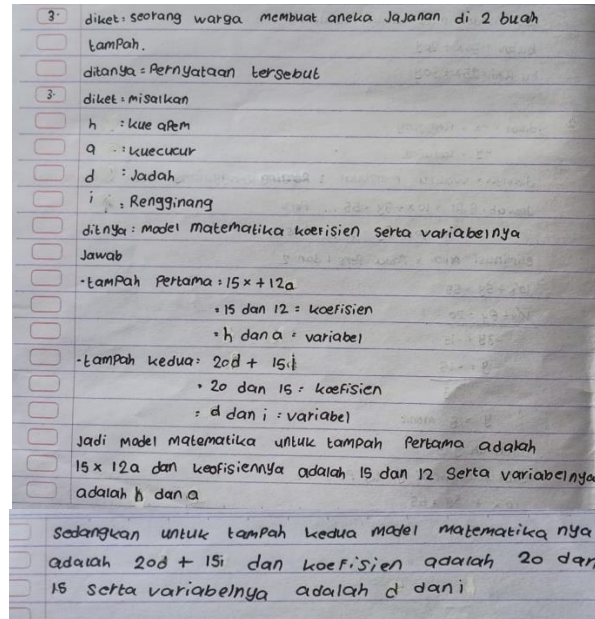 3. diket : seorang warga membuat aneka Jajanan di 2 buah
tampah.
ditanya = Pernyataan tersebut
3. diket : misalkan
h : kue apem
a : kuecucur
d : Jadah
i : Rengginang
ditnya : model matematika koefisien serta variabelnya
Jawab
- tampah Pertama : 15 x + 12a
= 15 dan 12 = koefisien
= h dan a = variabel
- tampah kedua : 20d + 15i
• 20 dan 15 : koefisien
: d dan i : variabel
Jadi model matematika untuk tampah Pertama adalah
15 x 12a dan keofisiennya adalah 15 dan 12 serta variabelnya
adalah h dan a
Sedangkan untuk tampah kedua model matematika nya
adalah 20d + 15i dan koefisien adalah 20 dan
15 serta variabelnya adalah d dan i